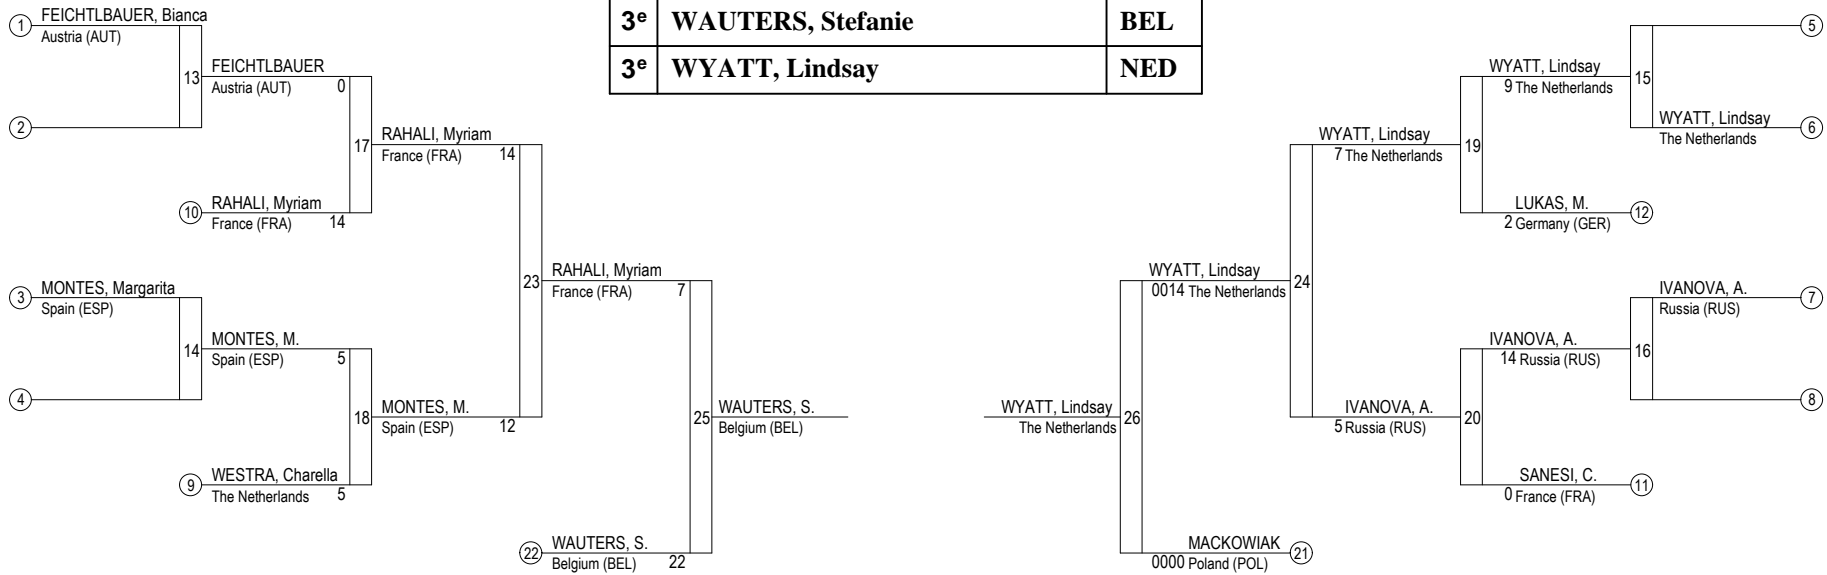 3e WAUTERS, Stefanie BEL
3e WYATT, Lindsay NED
1 FEICHTLBAUER, Bianca
Austria (AUT)
13
2
FEICHTLBAUER
Austria (AUT) 0
17
10 RAHALI, Myriam
France (FRA) 14
RAHALI, Myriam
France (FRA) 14
3 MONTES, Margarita
Spain (ESP)
14
4
MONTES, M.
Spain (ESP) 5
18
9 WESTRA, Charella
The Netherlands 5
MONTES, M.
Spain (ESP) 12
23
RAHALI, Myriam
France (FRA) 7
25
22 WAUTERS, S.
Belgium (BEL) 22
WAUTERS, S.
Belgium (BEL)
WYATT, Lindsay
The Netherlands
26
WYATT, Lindsay
0014 The Netherlands
MACKOWIAK 21
0000 Poland (POL)
24
WYATT, Lindsay
7 The Netherlands
19
WYATT, Lindsay
9 The Netherlands
15
5
WYATT, Lindsay 6
The Netherlands
LUKAS, M. 12
2 Germany (GER)
IVANOVA, A.
5 Russia (RUS)
20
IVANOVA, A.
14 Russia (RUS)
16
IVANOVA, A. 7
Russia (RUS)
8
SANESI, C. 11
0 France (FRA)